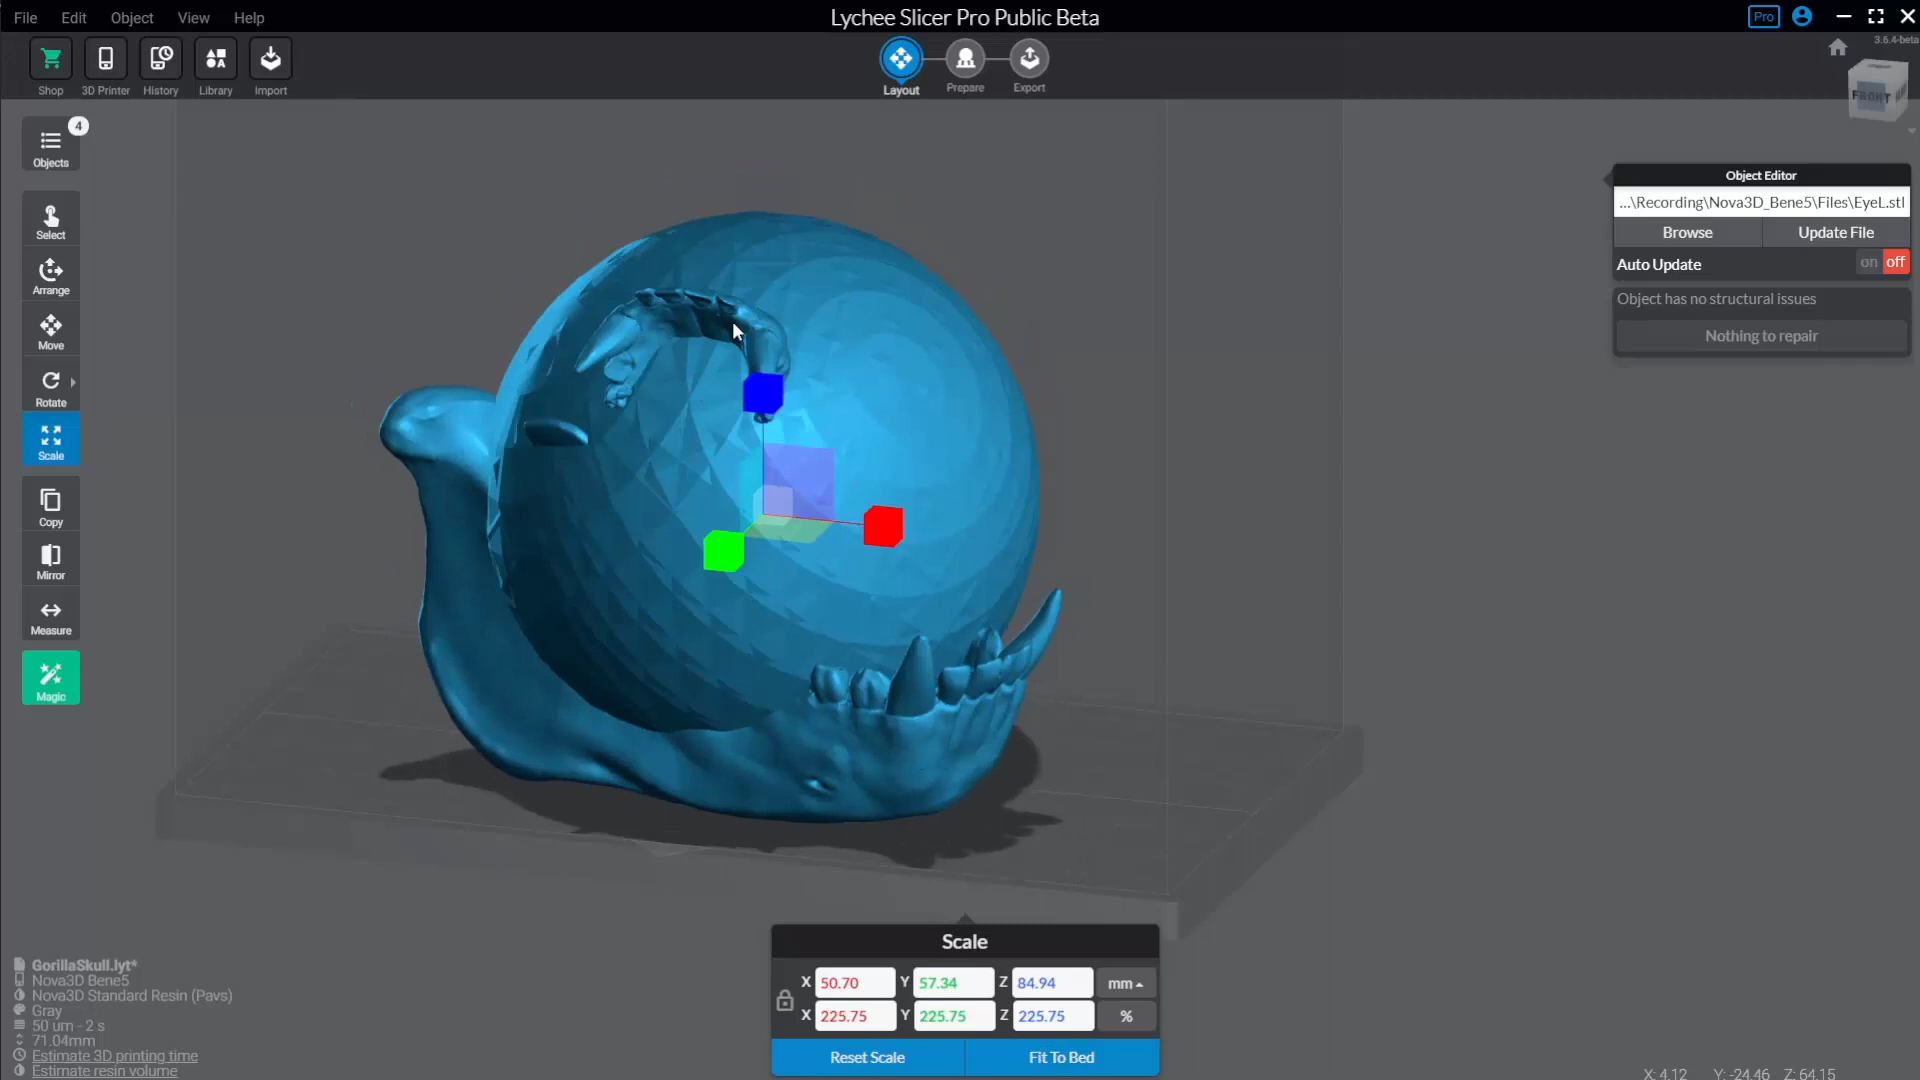 File Edit Object View Help
Lychee Slicer Pro Public Beta
Pro
3.6.4-beta
Shop 3D Printer History Library Import
Layout Prepare Export
FRONT
4
Objects
Select
Arrange
Move
Rotate
Scale
Copy
Mirror
Measure
Magic
Object Editor
...\Recording\Nova3D_Bene5\Files\EyeL.stl
Browse Update File
Auto Update on off
Object has no structural issues
Nothing to repair
Scale
X 50.70 Y 57.34 Z 84.94 mm
X 225.75 Y 225.75 Z 225.75 %
Reset Scale Fit To Bed
GorillaSkull.lyt*
Nova3D Bene5
Nova3D Standard Resin (Pavs)
Gray
50 um - 2 s
71.04mm
Estimate 3D printing time
Estimate resin volume
X: 4.12 Y: -24.46 Z: 64.15